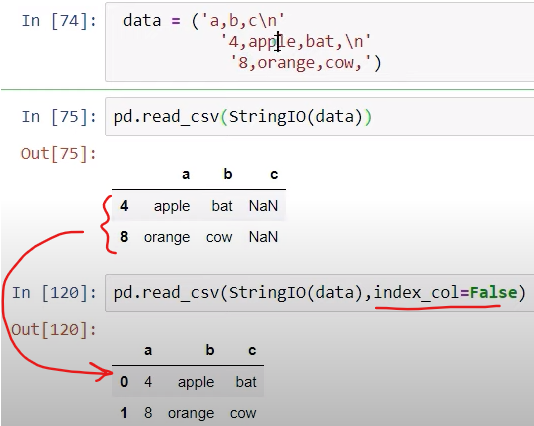 In [74]: data = ('a,b,c\n'
'4,apple,bat,\n'
'8,orange,cow,')
In [75]: pd.read_csv(StringIO(data))
Out[75]:
a b c
4 apple bat NaN
8 orange cow NaN
In [120]: pd.read_csv(StringIO(data),index_col=False)
Out[120]:
a b c
0 4 apple bat
1 8 orange cow